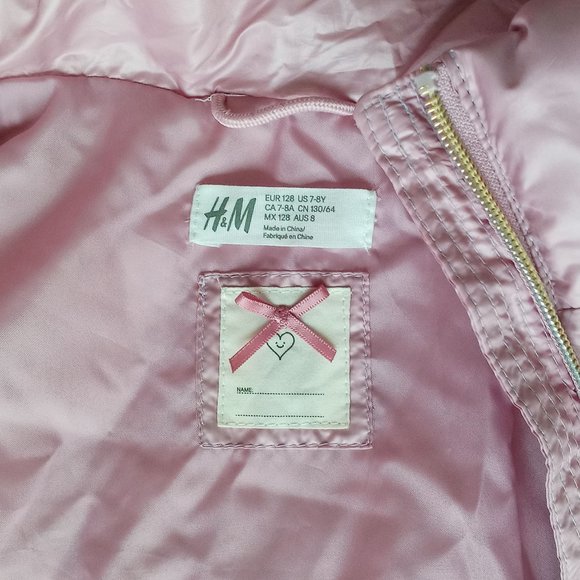 H&M
EUR 128 US 7-8Y
CA 7-8A CN 130/64
MX 128 AUS 8
Made in China/
Fabriqué en Chine
NAME: